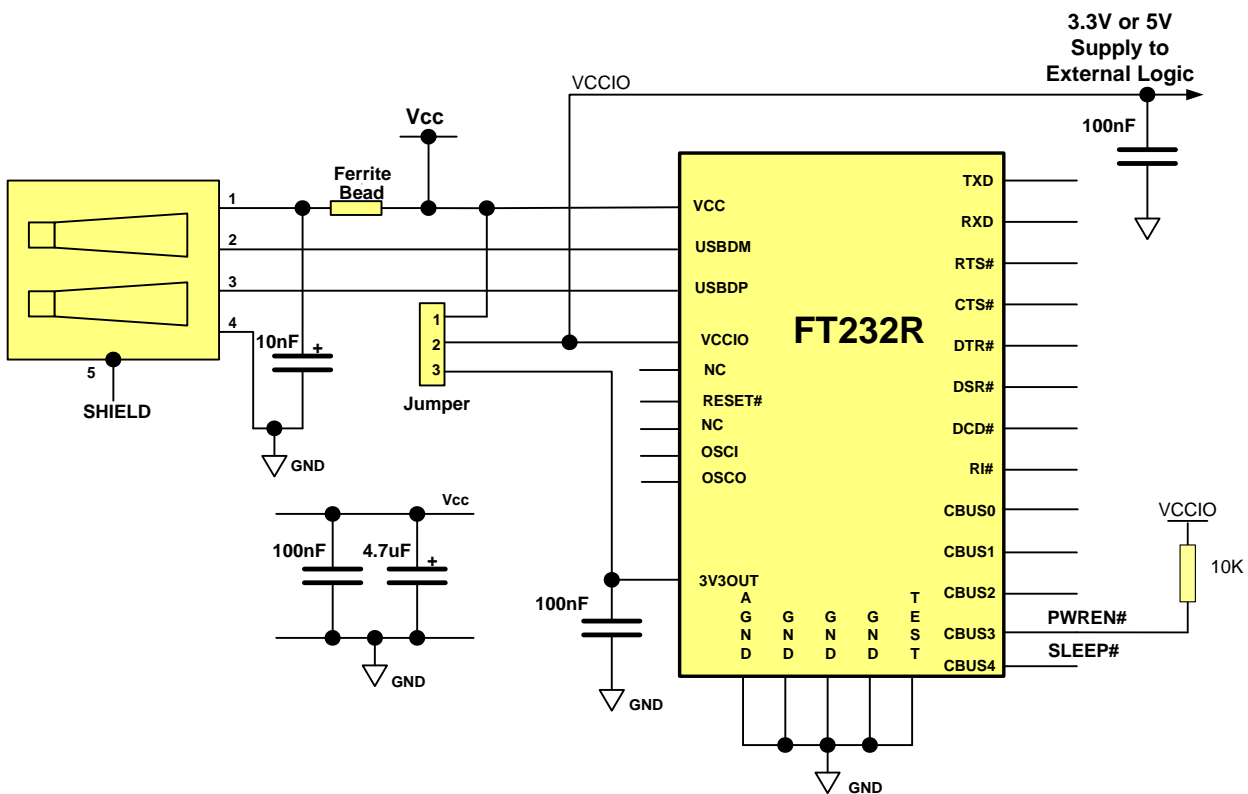 3.3V or 5V
Supply to
External Logic
VCCIO
100nF
Vcc
Ferrite
Bead
1
2
3
4
5
SHIELD
10nF
+
GND
1
2
3
Jumper
FT232R
VCC
USBDM
USBDP
VCCIO
NC
RESET#
NC
OSCI
OSCO
3V3OUT
AGND
GND
GND
GND
TEST
TXD
RXD
RTS#
CTS#
DTR#
DSR#
DCD#
RI#
CBUS0
CBUS1
CBUS2
CBUS3
CBUS4
PWREN#
SLEEP#
VCCIO
10K
Vcc
100nF
4.7uF
+
GND
100nF
GND
GND